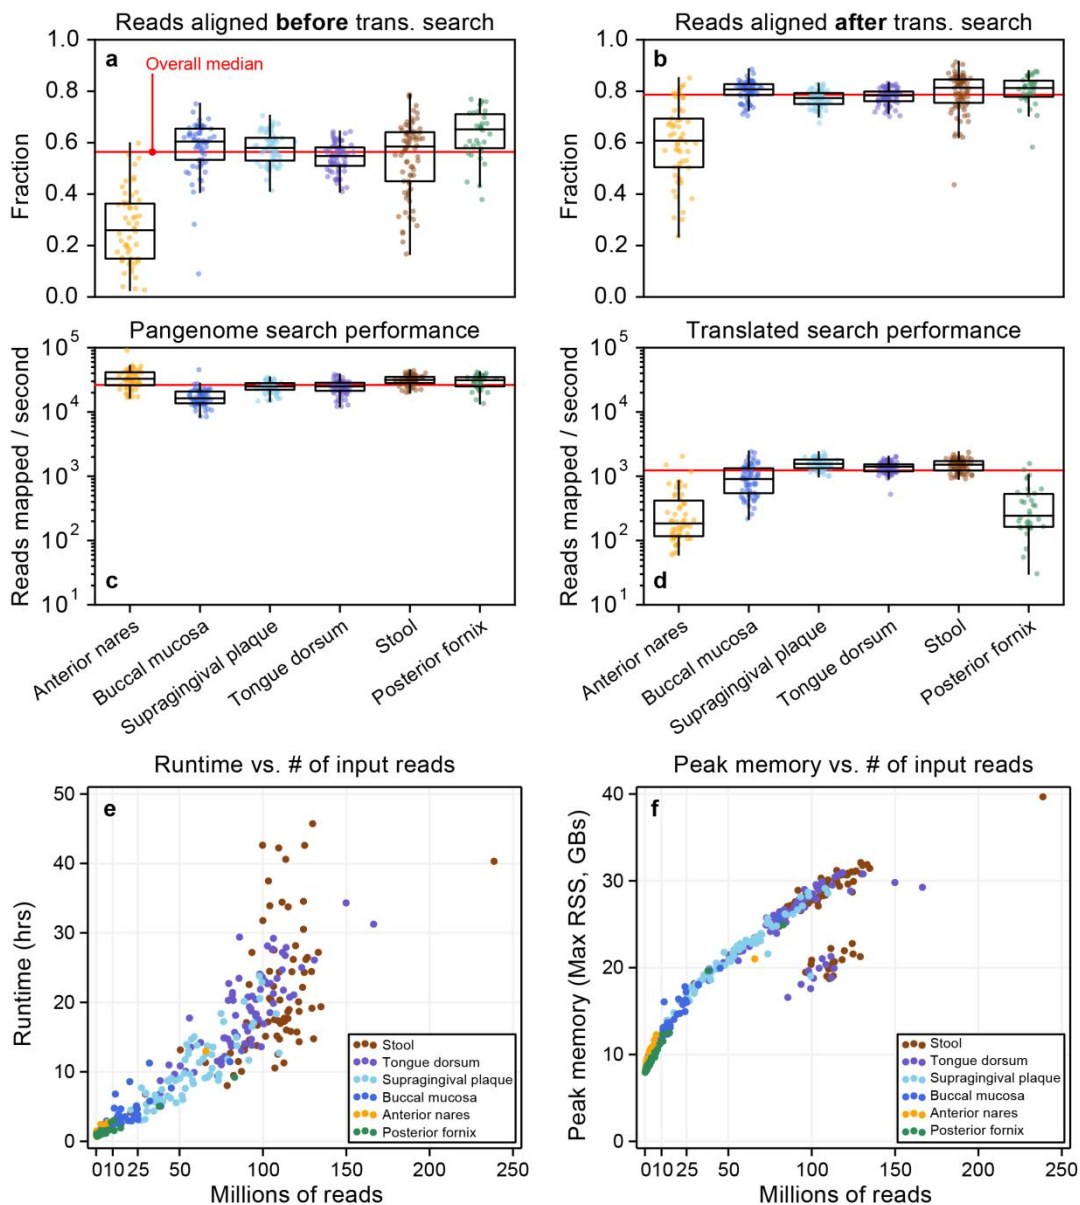 Reads aligned before trans. search
a
Overall median
Fraction
1.0
0.8
0.6
0.4
0.2
0.0
Reads aligned after trans. search
b
Fraction
1.0
0.8
0.6
0.4
0.2
0.0
Pangenome search performance
c
Reads mapped / second
10^5
10^4
10^3
10^2
10^1
Anterior nares
Buccal mucosa
Supragingival plaque
Tongue dorsum
Stool
Posterior fornix
Translated search performance
d
Reads mapped / second
10^5
10^4
10^3
10^2
10^1
Anterior nares
Buccal mucosa
Supragingival plaque
Tongue dorsum
Stool
Posterior fornix
Runtime vs. # of input reads
e
Runtime (hrs)
50
40
30
20
10
0
Stool
Tongue dorsum
Supragingival plaque
Buccal mucosa
Anterior nares
Posterior fornix
0 10 25 50 100 150 200 250
Millions of reads
Peak memory vs. # of input reads
f
Peak memory (Max RSS, GBs)
40
30
20
10
0
Stool
Tongue dorsum
Supragingival plaque
Buccal mucosa
Anterior nares
Posterior fornix
0 10 25 50 100 150 200 250
Millions of reads